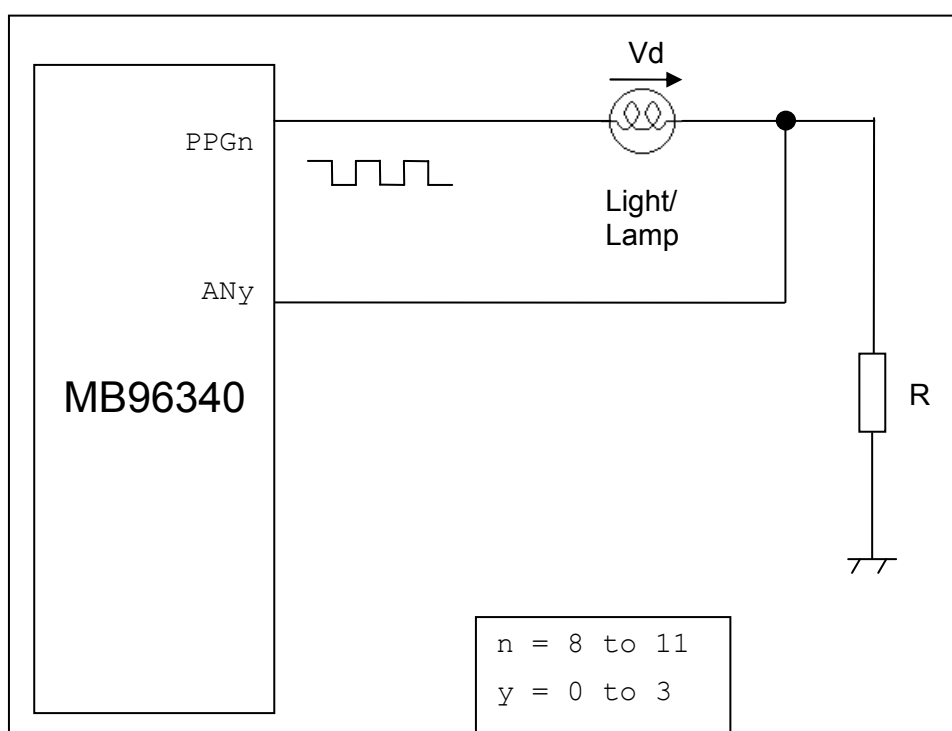 Vd
PPGn
Light/
Lamp
ANy
MB96340
R
n = 8 to 11
y = 0 to 3